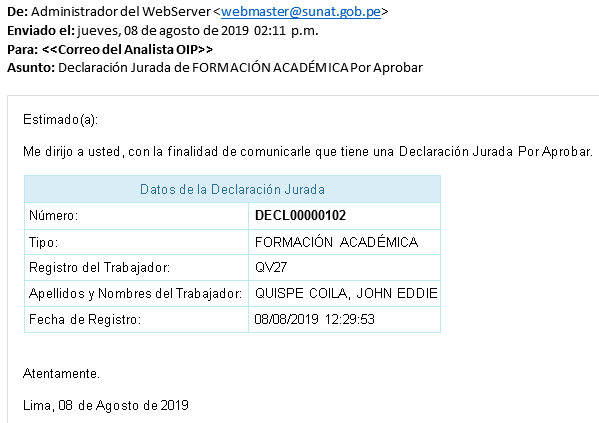 De: Administrador del WebServer <webmaster@sunat.gob.pe>
Enviado el: jueves, 08 de agosto de 2019 02:11 p.m.
Para: <<Correo del Analista OIP>>
Asunto: Declaración Jurada de FORMACIÓN ACADÉMICA Por Aprobar
Estimado(a):
Me dirijo a usted, con la finalidad de comunicarle que tiene una Declaración Jurada Por Aprobar.
Datos de la Declaración Jurada
Número: DECL00000102
Tipo: FORMACIÓN ACADÉMICA
Registro del Trabajador: QV27
Apellidos y Nombres del Trabajador: QUISPE COILA, JOHN EDDIE
Fecha de Registro: 08/08/2019 12:29:53
Atentamente.
Lima, 08 de Agosto de 2019